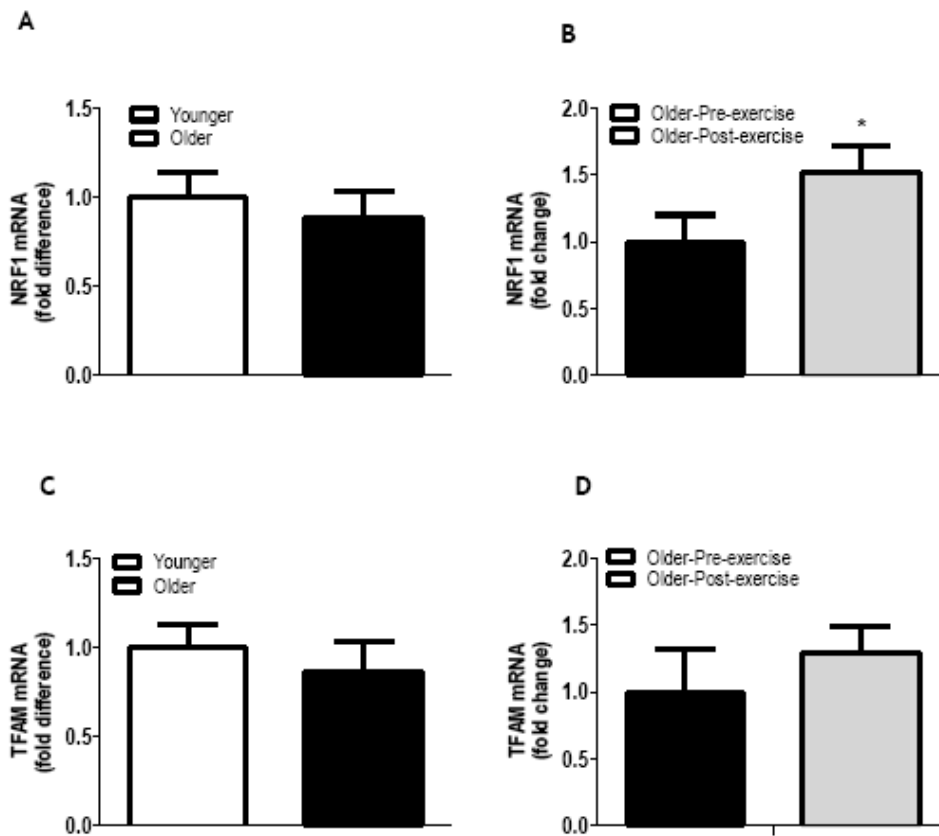 A
1.5
1.0
0.5
0.0
NRF1 mRNA
(fold difference)
Younger
Older
B
2.0
1.5
1.0
0.5
0.0
NRF1 mRNA
(fold change)
Older-Pre-exercise
Older-Post-exercise
*
C
1.5
1.0
0.5
0.0
TFAM mRNA
(fold difference)
Younger
Older
D
2.0
1.5
1.0
0.5
0.0
TFAM mRNA
(fold change)
Older-Pre-exercise
Older-Post-exercise